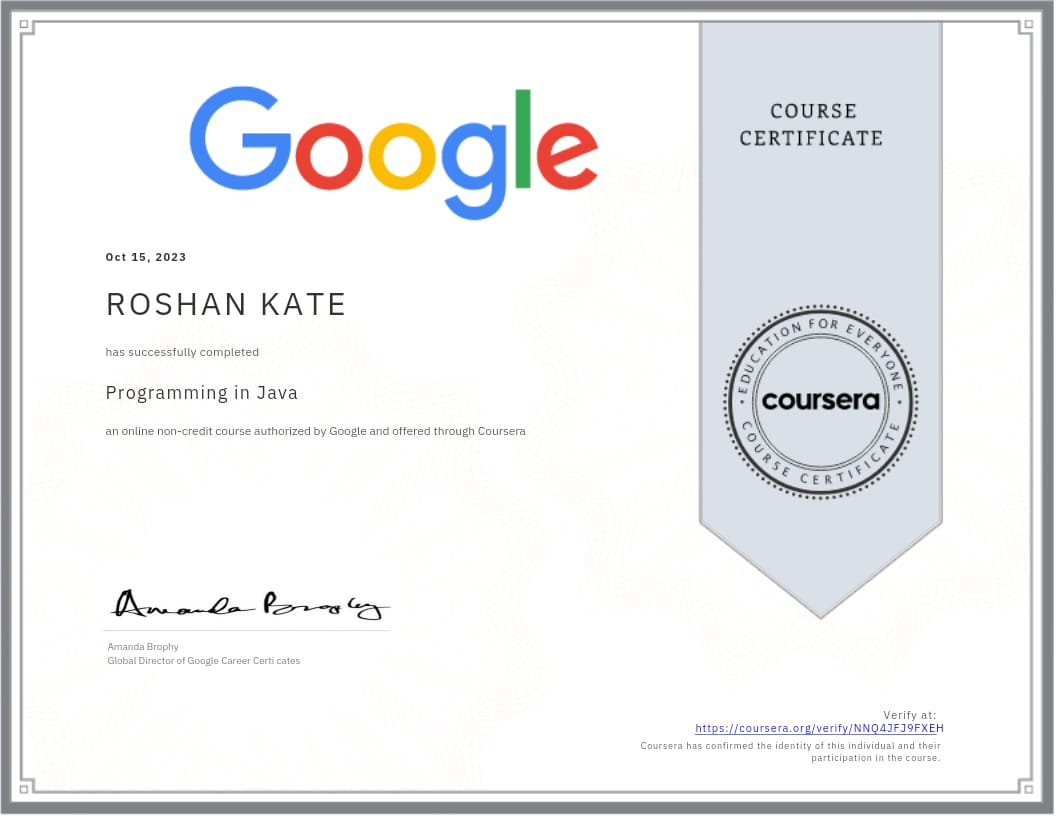 Google
COURSE
CERTIFICATE
Oct 15, 2023
ROSHAN KATE
has successfully completed
Programming in Java
an online non-credit course authorized by Google and offered through Coursera
EDUCATION FOR EVERYONE
coursera
COURSE CERTIFICATE
Amanda Brophy
Amanda Brophy
Global Director of Google Career Certi cates
Verify at:
https://coursera.org/verify/NNQ4JFJ9FXEH
Coursera has confirmed the identity of this individual and their
participation in the course.